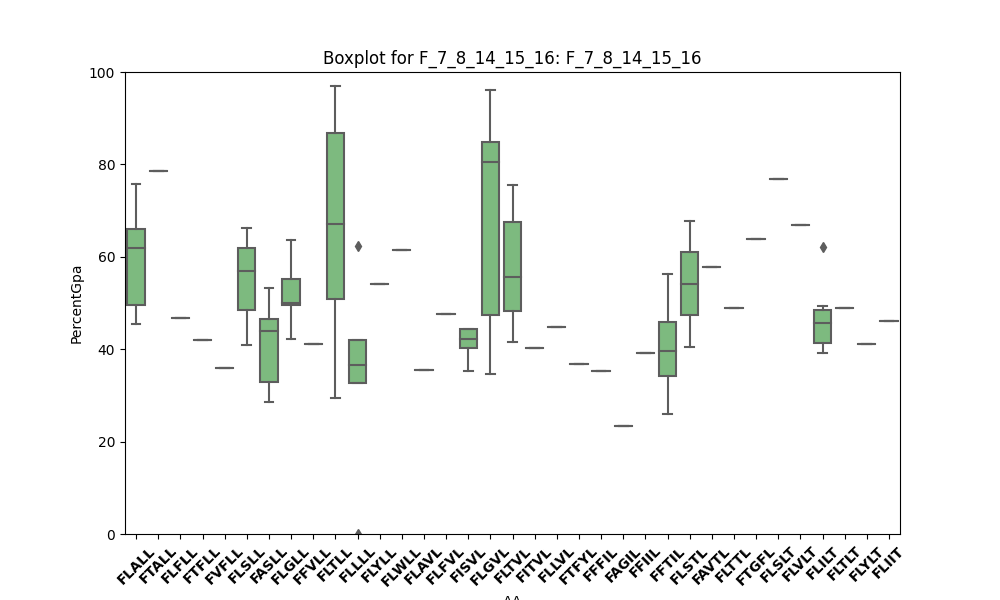 Boxplot for F_7_8_14_15_16: F_7_8_14_15_16
100
80
60
40
20
0
PercentGpa
FLALL
FTALL
FLFLL
FTFLL
FVFLL
FLSLL
FASLL
FLGLL
FFVLL
FLTLL
FLLLL
FLYLL
FLWLL
FLAVL
FLFVL
FISVL
FLGVL
FLTVL
FITVL
FLLVL
FTFYL
FFFIL
FAGIL
FFIIL
FFTIL
FLSTL
FAVTL
FLTTL
FTGFL
FLSLT
FLVLT
FLILT
FLTLT
FLYLT
FLIIT
AA